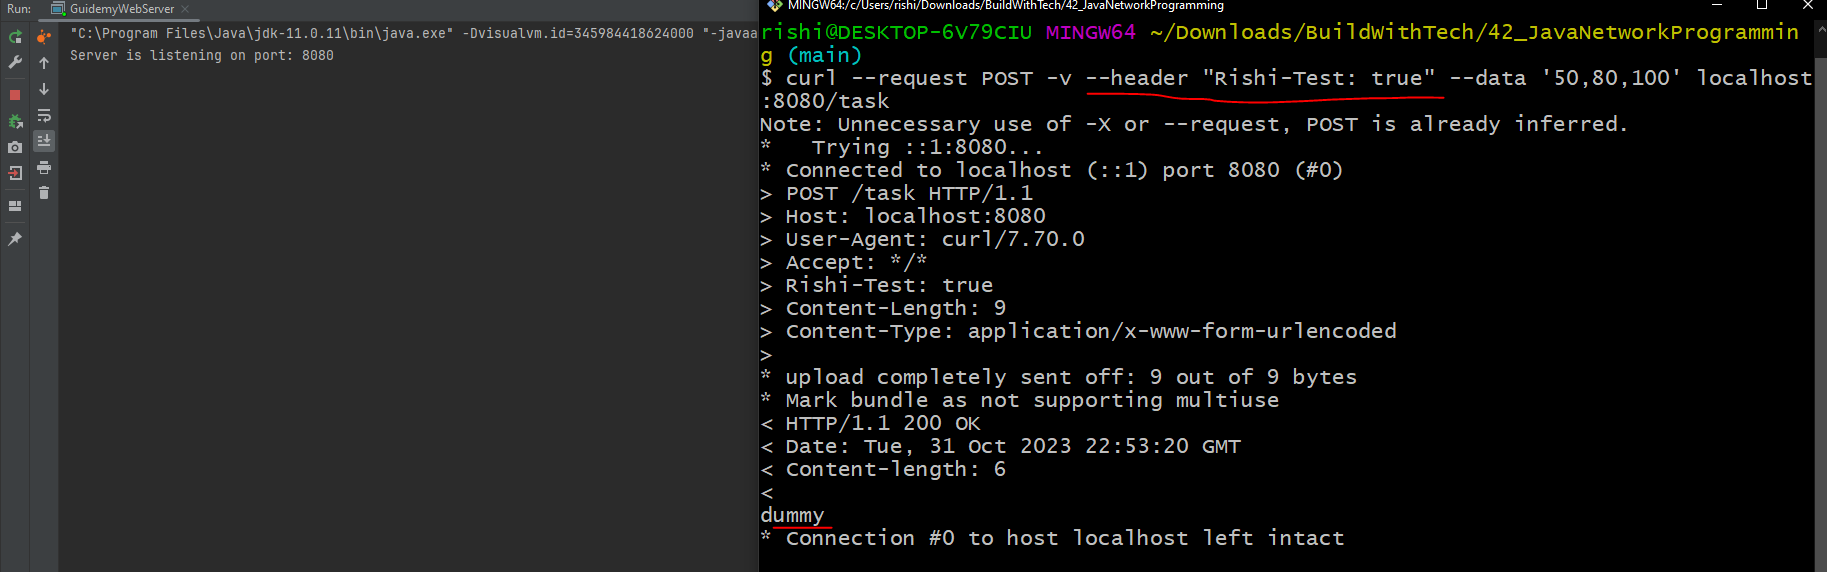 Run: GuidemyWebServer
"C:\Program Files\Java\jdk-11.0.11\bin\java.exe" -Dvisualvm.id=345984418624000 "-javaa
Server is listening on port: 8080
MINGW64:/c/Users/rishi/Downloads/BuildWithTech/42_JavaNetworkProgramming
rishi@DESKTOP-6V79CIU MINGW64 ~/Downloads/BuildWithTech/42_JavaNetworkProgrammin
g (main)
$ curl --request POST -v --header "Rishi-Test: true" --data '50,80,100' localhost
:8080/task
Note: Unnecessary use of -X or --request, POST is already inferred.
*   Trying ::1:8080...
* Connected to localhost (::1) port 8080 (#0)
> POST /task HTTP/1.1
> Host: localhost:8080
> User-Agent: curl/7.70.0
> Accept: */*
> Rishi-Test: true
> Content-Length: 9
> Content-Type: application/x-www-form-urlencoded
>
* upload completely sent off: 9 out of 9 bytes
* Mark bundle as not supporting multiuse
< HTTP/1.1 200 OK
< Date: Tue, 31 Oct 2023 22:53:20 GMT
< Content-length: 6
<
dummy
* Connection #0 to host localhost left intact